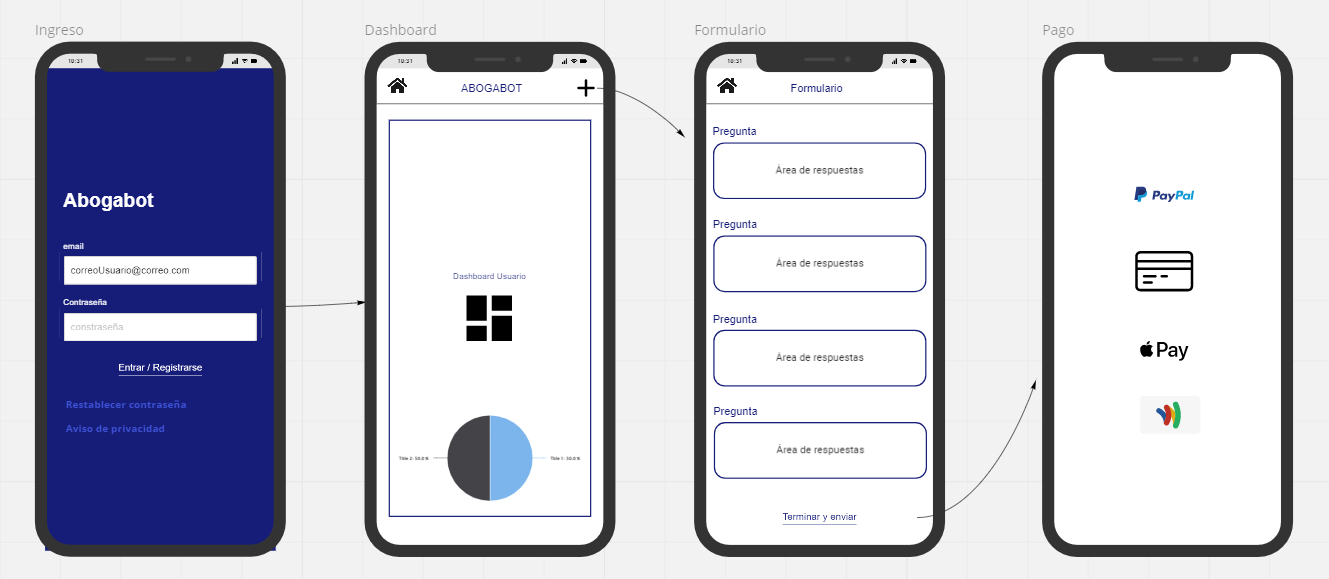 Ingreso
10:31
Abogabot
email
correoUsuario@correo.com
Contraseña
constraseña
Entrar / Registrarse
Restablecer contraseña
Aviso de privacidad
Dashboard
10:31
ABOGABOT
Dashboard Usuario
Title 2: 50.0%
Title 1: 50.0%
Formulario
10:31
Formulario
Pregunta
Área de respuestas
Pregunta
Área de respuestas
Pregunta
Área de respuestas
Pregunta
Área de respuestas
Terminar y enviar
Pago
PayPal
Pay